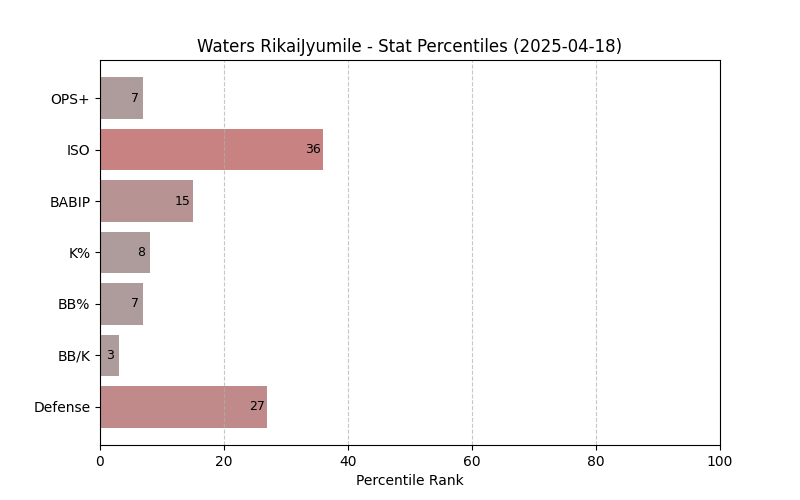 Waters RikaiJyumile - Stat Percentiles (2025-04-18)
OPS+ 7
ISO 36
BABIP 15
K% 8
BB% 7
BB/K 3
Defense 27
0 20 40 60 80 100
Percentile Rank